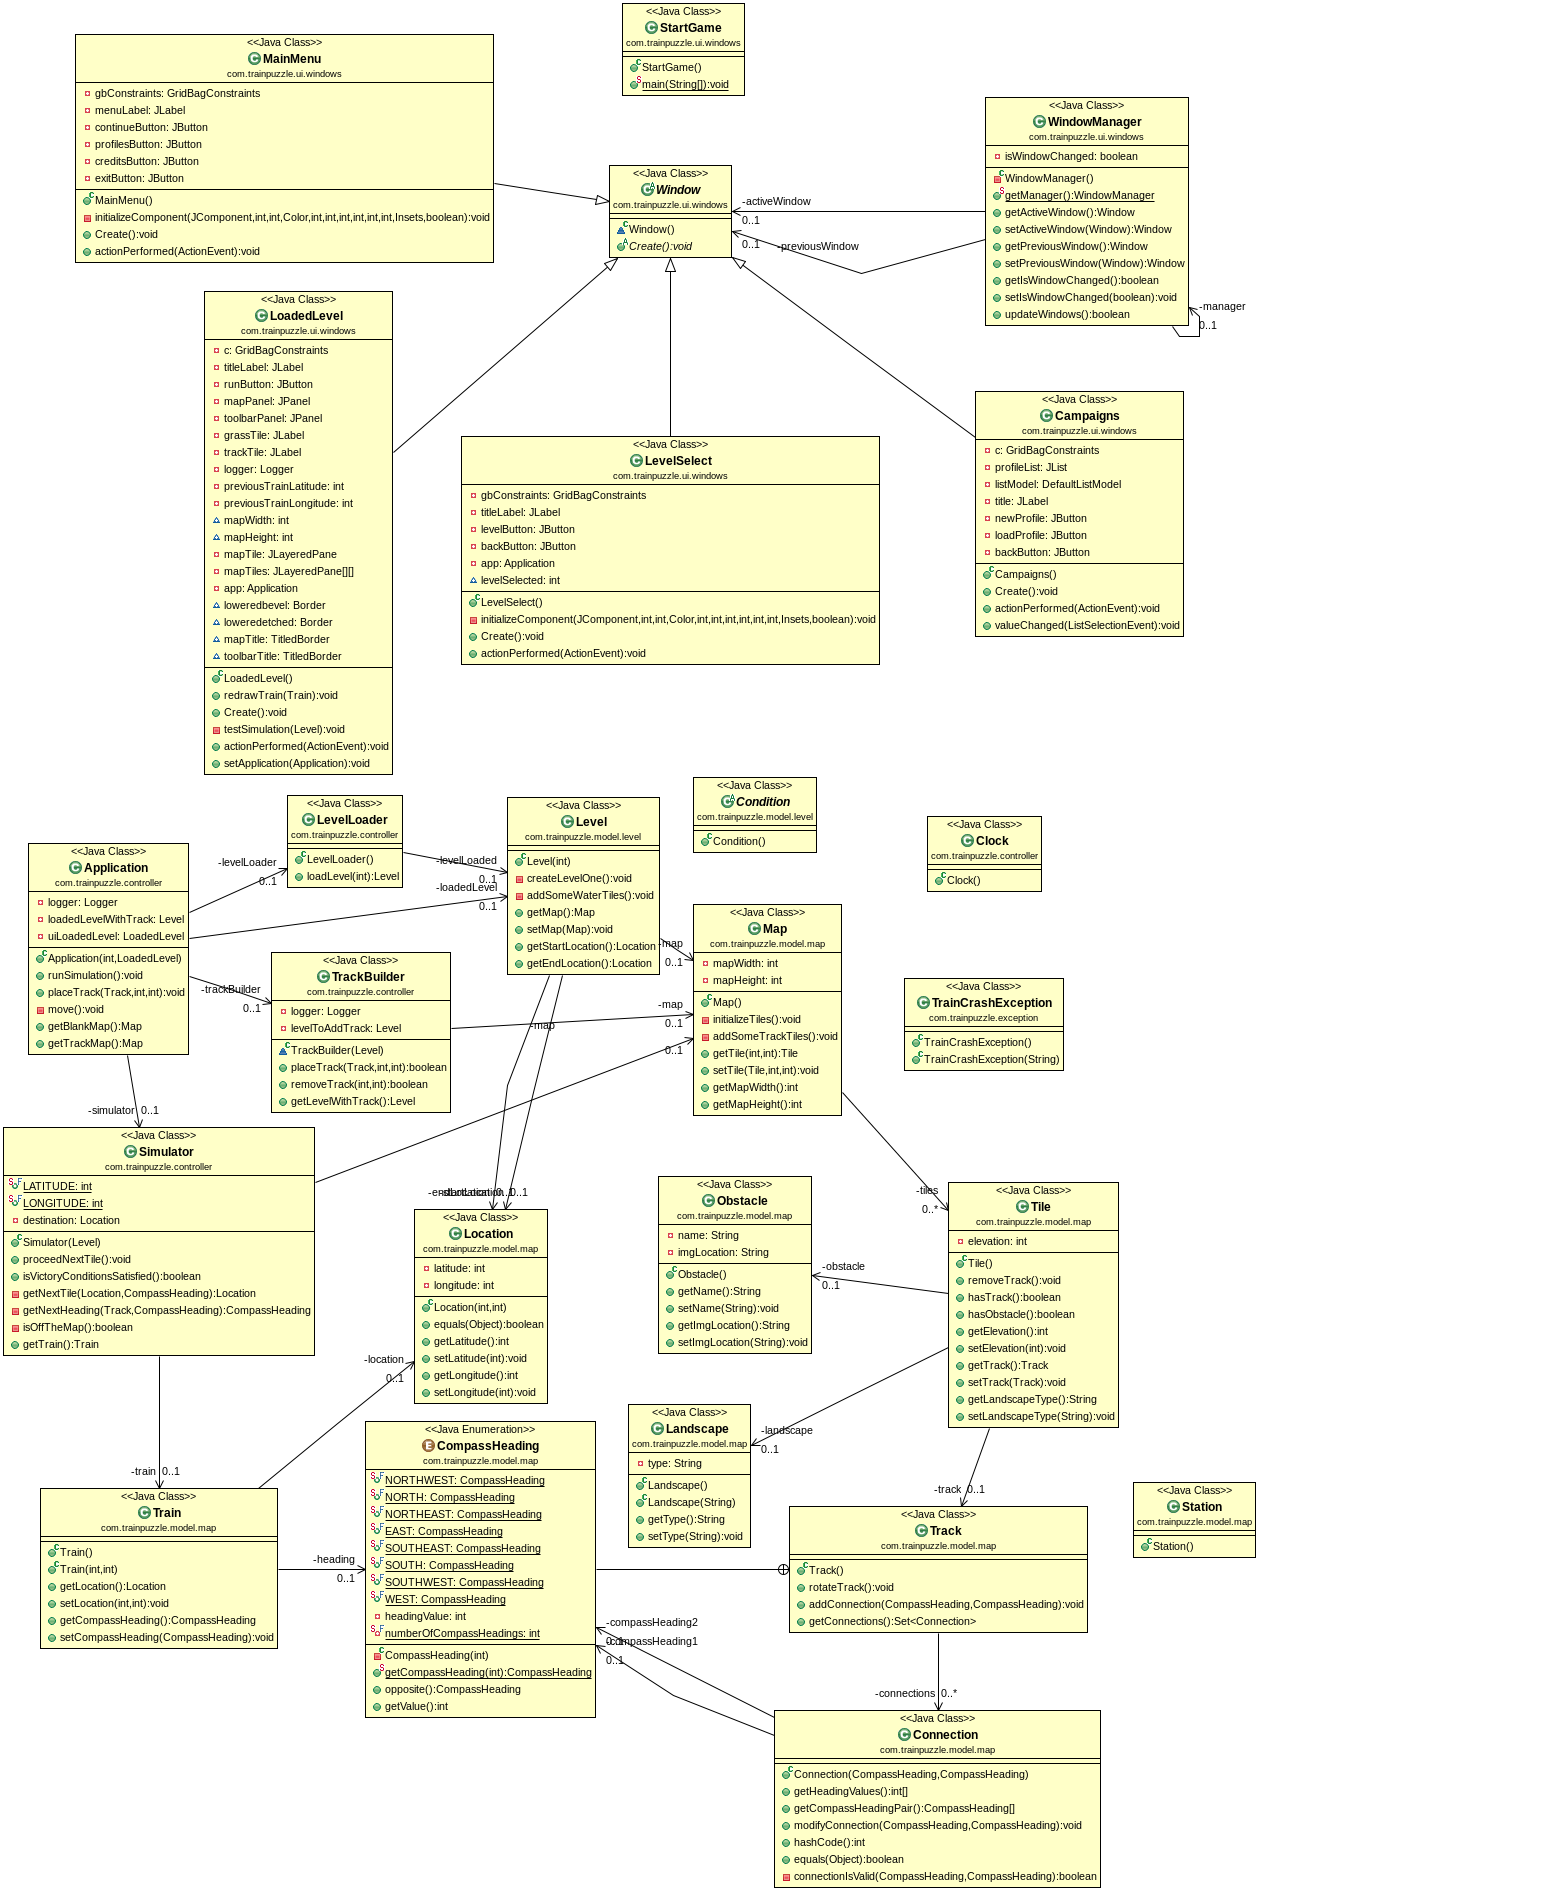 <<Java Class>>
StartGame
com.trainpuzzle.ui.windows
StartGame()
main(String[]):void
<<Java Class>>
MainMenu
com.trainpuzzle.ui.windows
gbConstraints: GridBagConstraints
menuLabel: JLabel
continueButton: JButton
profilesButton: JButton
creditsButton: JButton
exitButton: JButton
MainMenu()
initializeComponent(JComponent,int,int,Color,int,int,int,int,int,int,Insets,boolean):void
Create():void
actionPerformed(ActionEvent):void
<<Java Class>>
WindowManager
com.trainpuzzle.ui.windows
isWindowChanged: boolean
WindowManager()
getManager():WindowManager
getActiveWindow():Window
setActiveWindow(Window):Window
getPreviousWindow():Window
setPreviousWindow(Window):Window
getIsWindowChanged():boolean
setIsWindowChanged(boolean):void
updateWindows():boolean
-manager
0..1
<<Java Class>>
Window
com.trainpuzzle.ui.windows
Window()
Create():void
-activeWindow
0..1
-previousWindow
0..1
<<Java Class>>
LoadedLevel
com.trainpuzzle.ui.windows
c: GridBagConstraints
titleLabel: JLabel
runButton: JButton
mapPanel: JPanel
toolbarPanel: JPanel
grassTile: JLabel
trackTile: JLabel
logger: Logger
previousTrainLatitude: int
previousTrainLongitude: int
mapWidth: int
mapHeight: int
mapTile: JLayeredPane
mapTiles: JLayeredPane[][]
app: Application
loweredbevel: Border
loweredetched: Border
mapTitle: TitledBorder
toolbarTitle: TitledBorder
LoadedLevel()
redrawTrain(Train):void
Create():void
testSimulation(Level):void
actionPerformed(ActionEvent):void
setApplication(Application):void
<<Java Class>>
LevelSelect
com.trainpuzzle.ui.windows
gbConstraints: GridBagConstraints
titleLabel: JLabel
levelButton: JButton
backButton: JButton
app: Application
levelSelected: int
LevelSelect()
initializeComponent(JComponent,int,int,Color,int,int,int,int,int,int,Insets,boolean):void
Create():void
actionPerformed(ActionEvent):void
<<Java Class>>
Campaigns
com.trainpuzzle.ui.windows
c: GridBagConstraints
profileList: JList
listModel: DefaultListModel
title: JLabel
newProfile: JButton
loadProfile: JButton
backButton: JButton
Campaigns()
Create():void
actionPerformed(ActionEvent):void
valueChanged(ListSelectionEvent):void
<<Java Class>>
Application
com.trainpuzzle.controller
logger: Logger
loadedLevelWithTrack: Level
uiLoadedLevel: LoadedLevel
Application(int,LoadedLevel)
runSimulation():void
placeTrack(Track,int,int):void
move():void
getBlankMap():Map
getTrackMap():Map
-levelLoader
0..1
<<Java Class>>
LevelLoader
com.trainpuzzle.controller
LevelLoader()
loadLevel(int):Level
-levelLoaded
0..1
-loadedLevel
0..1
<<Java Class>>
Level
com.trainpuzzle.model.level
Level(int)
createLevelOne():void
addSomeWaterTiles():void
getMap():Map
setMap(Map):void
getStartLocation():Location
getEndLocation():Location
<<Java Class>>
Condition
com.trainpuzzle.model.level
Condition()
<<Java Class>>
Clock
com.trainpuzzle.controller
Clock()
-trackBuilder
0..1
<<Java Class>>
TrackBuilder
com.trainpuzzle.controller
logger: Logger
levelToAddTrack: Level
TrackBuilder(Level)
placeTrack(Track,int,int):boolean
removeTrack(int,int):boolean
getLevelWithTrack():Level
-map
0..1
-map
0..1
-map
0..1
<<Java Class>>
Map
com.trainpuzzle.model.map
mapWidth: int
mapHeight: int
Map()
initializeTiles():void
addSomeTrackTiles():void
getTile(int,int):Tile
setTile(Tile,int,int):void
getMapWidth():int
getMapHeight():int
<<Java Class>>
TrainCrashException
com.trainpuzzle.exception
TrainCrashException()
TrainCrashException(String)
-simulator 0..1
<<Java Class>>
Simulator
com.trainpuzzle.controller
LATITUDE: int
LONGITUDE: int
destination: Location
Simulator(Level)
proceedNextTile():void
isVictoryConditionsSatisfied():boolean
getNextTile(Location,CompassHeading):Location
getNextHeading(Track,CompassHeading):CompassHeading
isOffTheMap():boolean
getTrain():Train
0..1
<<Java Class>>
Location
com.trainpuzzle.model.map
latitude: int
longitude: int
Location(int,int)
equals(Object):boolean
getLatitude():int
setLatitude(int):void
getLongitude():int
setLongitude(int):void
-location
0..1
<<Java Class>>
Obstacle
com.trainpuzzle.model.map
name: String
imgLocation: String
Obstacle()
getName():String
setName(String):void
getImgLocation():String
setImgLocation(String):void
-obstacle
0..1
-tiles
0..*
<<Java Class>>
Tile
com.trainpuzzle.model.map
elevation: int
Tile()
removeTrack():void
hasTrack():boolean
hasObstacle():boolean
getElevation():int
setElevation(int):void
getTrack():Track
setTrack(Track):void
getLandscapeType():String
setLandscapeType(String):void
<<Java Class>>
Landscape
com.trainpuzzle.model.map
type: String
Landscape()
Landscape(String)
getType():String
setType(String):void
-landscape
0..1
-train 0..1
<<Java Class>>
Train
com.trainpuzzle.model.map
Train()
Train(int,int)
getLocation():Location
setLocation(int,int):void
getCompassHeading():CompassHeading
setCompassHeading(CompassHeading):void
-heading
0..1
<<Java Enumeration>>
CompassHeading
com.trainpuzzle.model.map
NORTHWEST: CompassHeading
NORTH: CompassHeading
NORTHEAST: CompassHeading
EAST: CompassHeading
SOUTHEAST: CompassHeading
SOUTH: CompassHeading
SOUTHWEST: CompassHeading
WEST: CompassHeading
headingValue: int
numberOfCompassHeadings: int
CompassHeading(int)
getCompassHeading(int):CompassHeading
opposite():CompassHeading
getValue():int
-track 0..1
<<Java Class>>
Track
com.trainpuzzle.model.map
Track()
rotateTrack():void
addConnection(CompassHeading,CompassHeading):void
getConnections():Set<Connection>
<<Java Class>>
Station
com.trainpuzzle.model.map
Station()
-compassHeading2
-compassHeading1
0..1
-connections 0..*
<<Java Class>>
Connection
com.trainpuzzle.model.map
Connection(CompassHeading,CompassHeading)
getHeadingValues():int[]
getCompassHeadingPair():CompassHeading[]
modifyConnection(CompassHeading,CompassHeading):void
hashCode():int
equals(Object):boolean
connectionIsValid(CompassHeading,CompassHeading):boolean